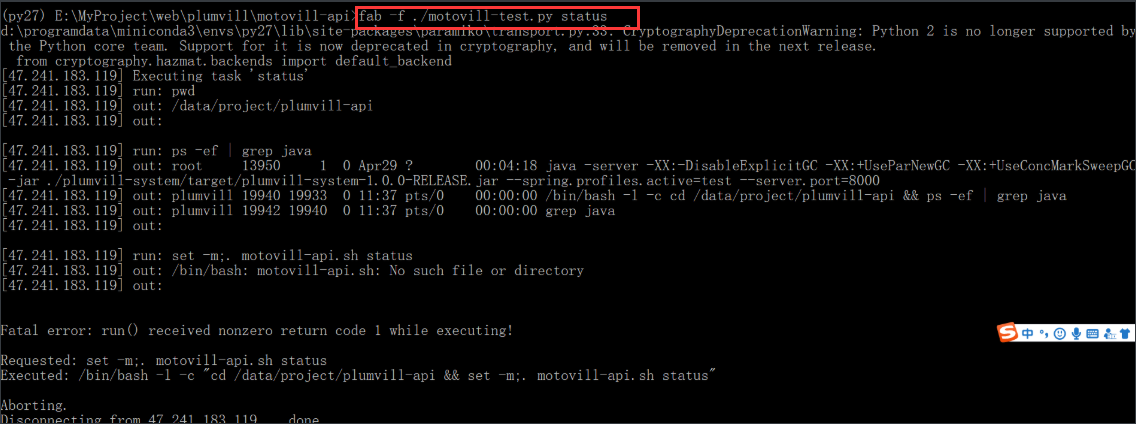 (py27) E:\MyProject\web\plumvill\motovill-api>fab -f ./motovill-test.py status
d:\programdata\miniconda3\envs\py27\lib\site-packages\paramiko\transport.py:33: CryptographyDeprecationWarning: Python 2 is no longer supported by
the Python core team. Support for it is now deprecated in cryptography, and will be removed in the next release.
from cryptography.hazmat.backends import default_backend
[47.241.183.119] Executing task 'status'
[47.241.183.119] run: pwd
[47.241.183.119] out: /data/project/plumvill-api
[47.241.183.119] out:
[47.241.183.119] run: ps -ef | grep java
[47.241.183.119] out: root     13950     1  0 Apr29 ?        00:04:18 java -server -XX:-DisableExplicitGC -XX:+UseParNewGC -XX:+UseConcMarkSweepGC
-jar ./plumvill-system/target/plumvill-system-1.0.0-RELEASE.jar --spring.profiles.active=test --server.port=8000
[47.241.183.119] out: plumvill 19940 19933  0 11:37 pts/0    00:00:00 /bin/bash -l -c cd /data/project/plumvill-api && ps -ef | grep java
[47.241.183.119] out: plumvill 19942 19940  0 11:37 pts/0    00:00:00 grep java
[47.241.183.119] out:
[47.241.183.119] run: set -m;. motovill-api.sh status
[47.241.183.119] out: /bin/bash: motovill-api.sh: No such file or directory
[47.241.183.119] out:
Fatal error: run() received nonzero return code 1 while executing!
Requested: set -m;. motovill-api.sh status
Executed: /bin/bash -l -c "cd /data/project/plumvill-api && set -m;. motovill-api.sh status"
Aborting.
Disconnecting from 47.241.183.119... done.
S 中